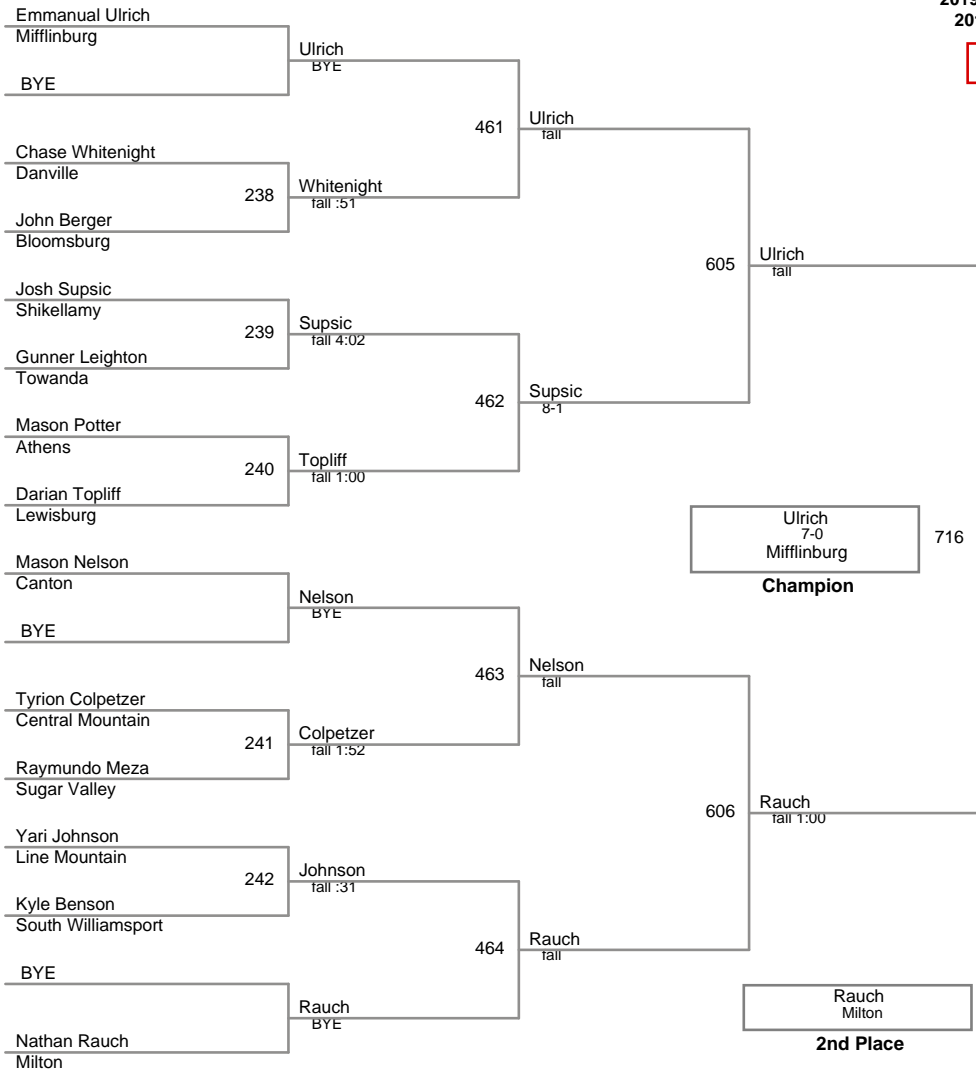 2019
201
Emmanual Ulrich
Mifflinburg
BYE
Chase Whitenight
Danville
John Berger
Bloomsburg
Josh Supsic
Shikellamy
Gunner Leighton
Towanda
Mason Potter
Athens
Darian Topliff
Lewisburg
Mason Nelson
Canton
BYE
Tyrion Colpetzer
Central Mountain
Raymundo Meza
Sugar Valley
Yari Johnson
Line Mountain
Kyle Benson
South Williamsport
BYE
Nathan Rauch
Milton
238
239
240
241
242
Ulrich
BYE
Whitenight
fall :51
Supsic
fall 4:02
Topliff
fall 1:00
Nelson
BYE
Colpetzer
fall 1:52
Johnson
fall :31
Rauch
BYE
461
462
463
464
Ulrich
fall
Supsic
8-1
Nelson
fall
Rauch
fall
605
606
Ulrich
fall
Rauch
fall 1:00
Ulrich
7-0
Mifflinburg
Champion
716
Rauch
Milton
2nd Place